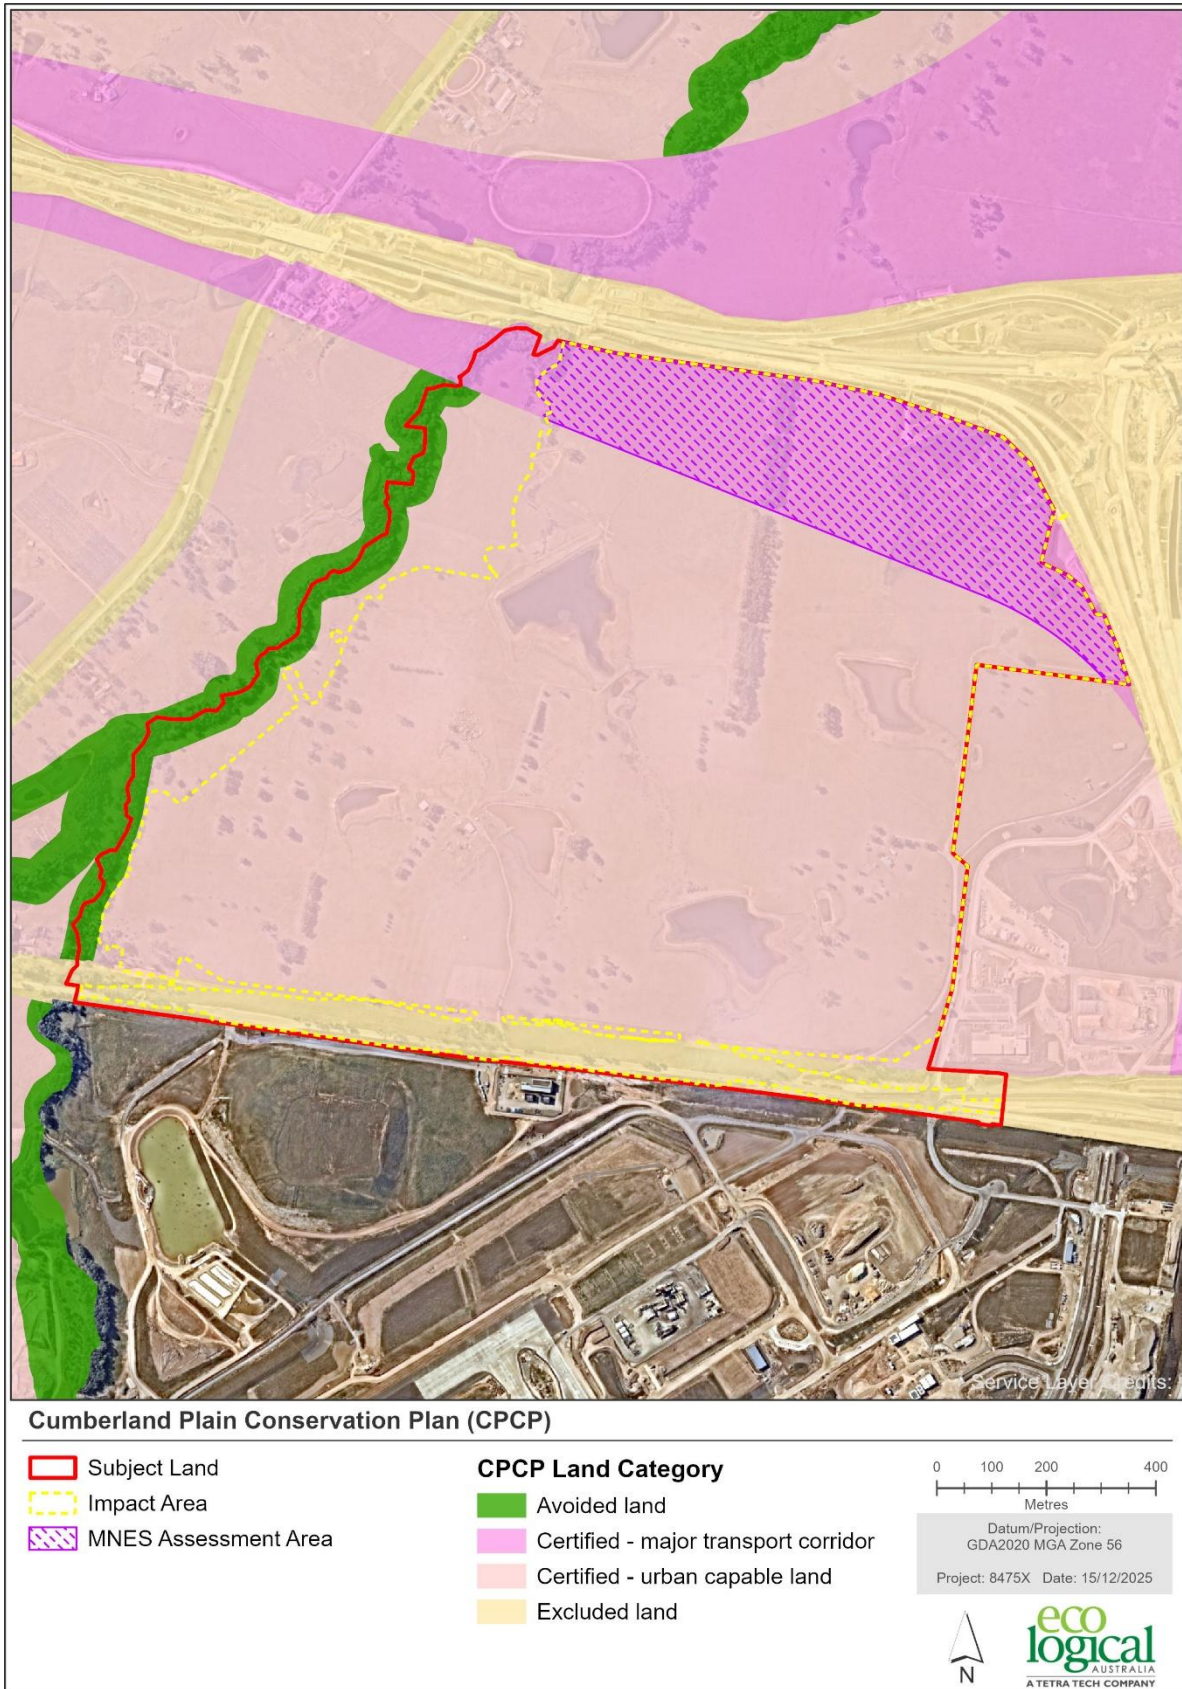 Service Layer Credits:
Cumberland Plain Conservation Plan (CPCP)
Subject Land
Impact Area
MNES Assessment Area
CPCP Land Category
Avoided land
Certified - major transport corridor
Certified - urban capable land
Excluded land
0 100 200 400
Metres
Datum/Projection:
GDA2020 MGA Zone 56
Project: 8475X Date: 15/12/2025
N
eco
logical
AUSTRALIA
A TETRA TECH COMPANY